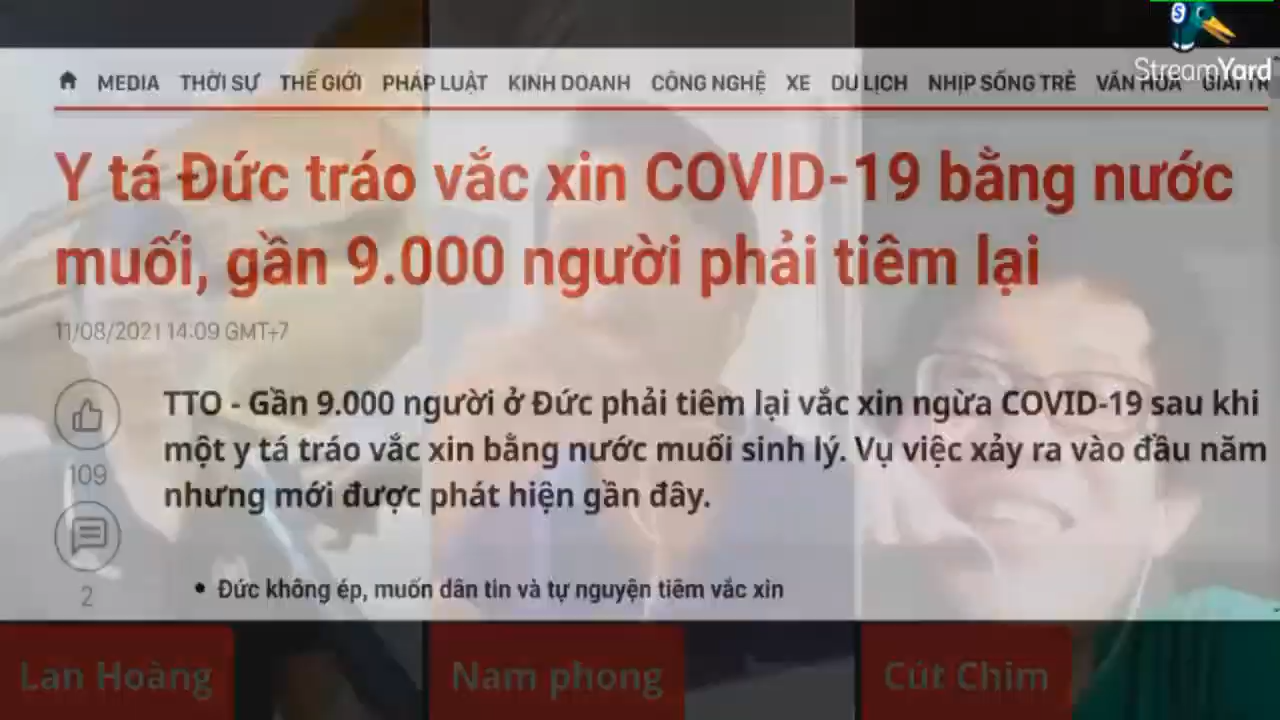 StreamYard
MEDIA THỜI SỰ THẾ GIỚI PHÁP LUẬT KINH DOANH CÔNG NGHỆ XE DU LỊCH NHỊP SỐNG TRẺ VĂN HÓA GIẢI TR
Y tá Đức tráo vắc xin COVID-19 bằng nước
muối, gần 9.000 người phải tiêm lại
11/08/2021 14:09 GMT+7
TTO - Gần 9.000 người ở Đức phải tiêm lại vắc xin ngừa COVID-19 sau khi
một y tá tráo vắc xin bằng nước muối sinh lý. Vụ việc xảy ra vào đầu năm
nhưng mới được phát hiện gần đây.
109
2
• Đức không ép, muốn dân tin và tự nguyện tiêm vắc xin
Lan Hoàng
Nam phong
Cút Chim